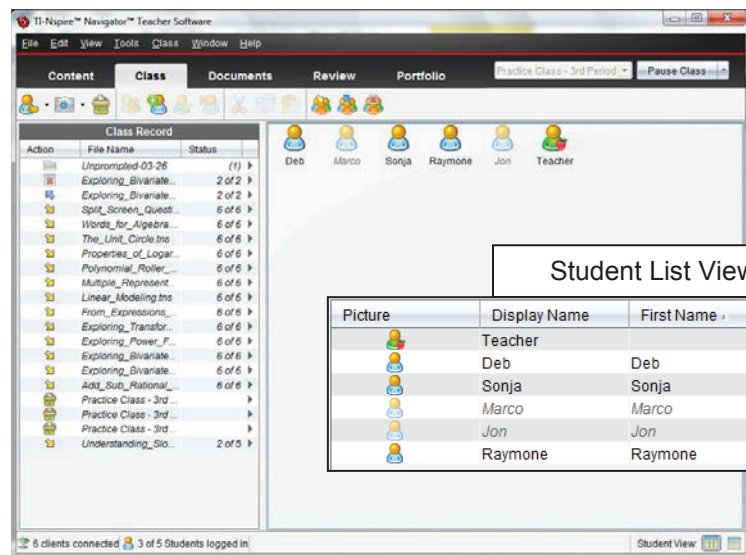 TI-Nspire™ Navigator™ Teacher Software
File Edit View Tools Class Window Help
Content Class Documents Review Portfolio Practice Class - 3rd Period Pause Class
Class Record
Action File Name Status
Unprompted-03-26 (1)
Exploring_Bivariate... 2 of 2
Exploring_Bivariate... 2 of 2
Split_Screen_Questi... 6 of 6
Words_for_Algebra... 6 of 6
The_Unit_Circle.tns 6 of 6
Properties_of_Logar... 6 of 6
Polynomial_Roller_... 6 of 6
Multiple_Represent... 6 of 6
Linear_Modeling.tns 6 of 6
From_Expressions_... 6 of 6
Exploring_Transfor... 6 of 6
Exploring_Power_F... 6 of 6
Exploring_Bivariate... 6 of 6
Exploring_Bivariate... 6 of 6
Add_Sub_Rational_... 6 of 6
Practice Class - 3rd ...
Practice Class - 3rd ...
Practice Class - 3rd ...
Understanding_Slo... 2 of 5
Deb Marco Sonja Raymone Jon Teacher
Student List View
Picture Display Name First Name
Teacher
Deb Deb
Sonja Sonja
Marco Marco
Jon Jon
Raymone Raymone
6 clients connected 3 of 5 Students logged in Student View: